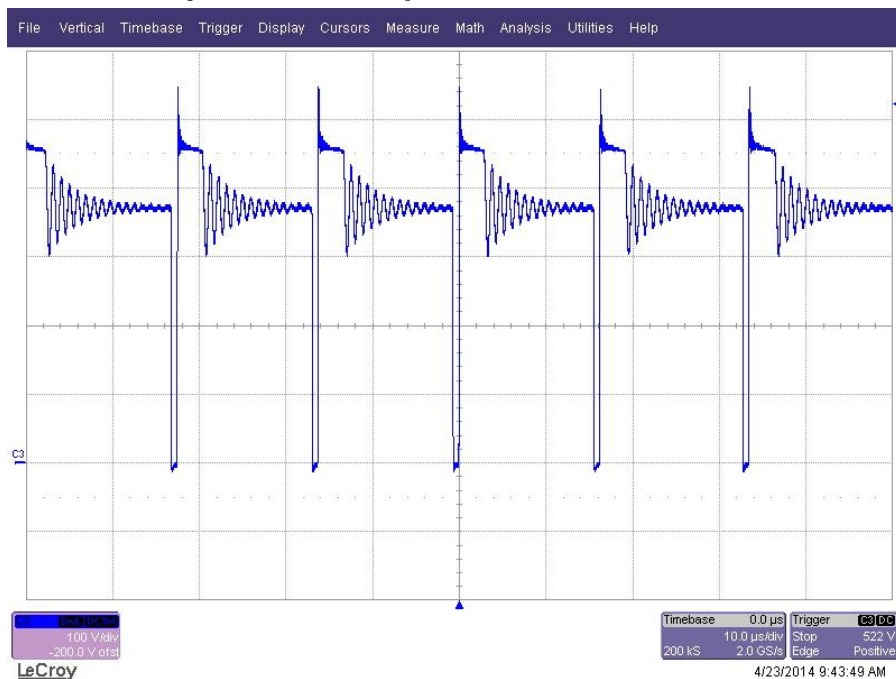 File Vertical Timebase Trigger Display Cursors Measure Math Analysis Utilities Help
C3
100 V/div
-200.0 V ofst
Timebase 0.0 µs
10.0 µs/div
200 kS 2.0 GS/s
Trigger C3 DC
Stop 522 V
Edge Positive
LeCroy
4/23/2014 9:43:49 AM